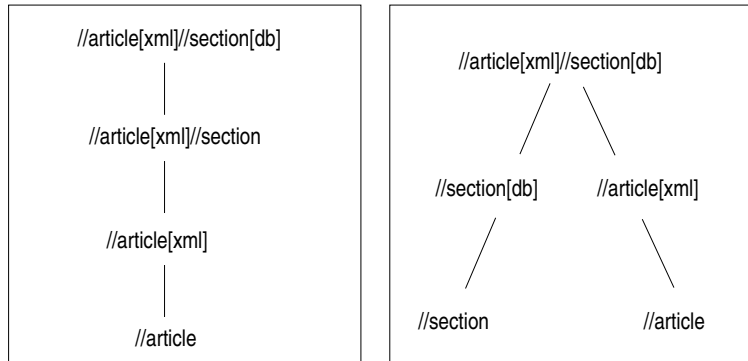 //article[xml]//section[db]
//article[xml]//section
//article[xml]
//article
//article[xml]//section[db]
//section[db] //article[xml]
//section //article